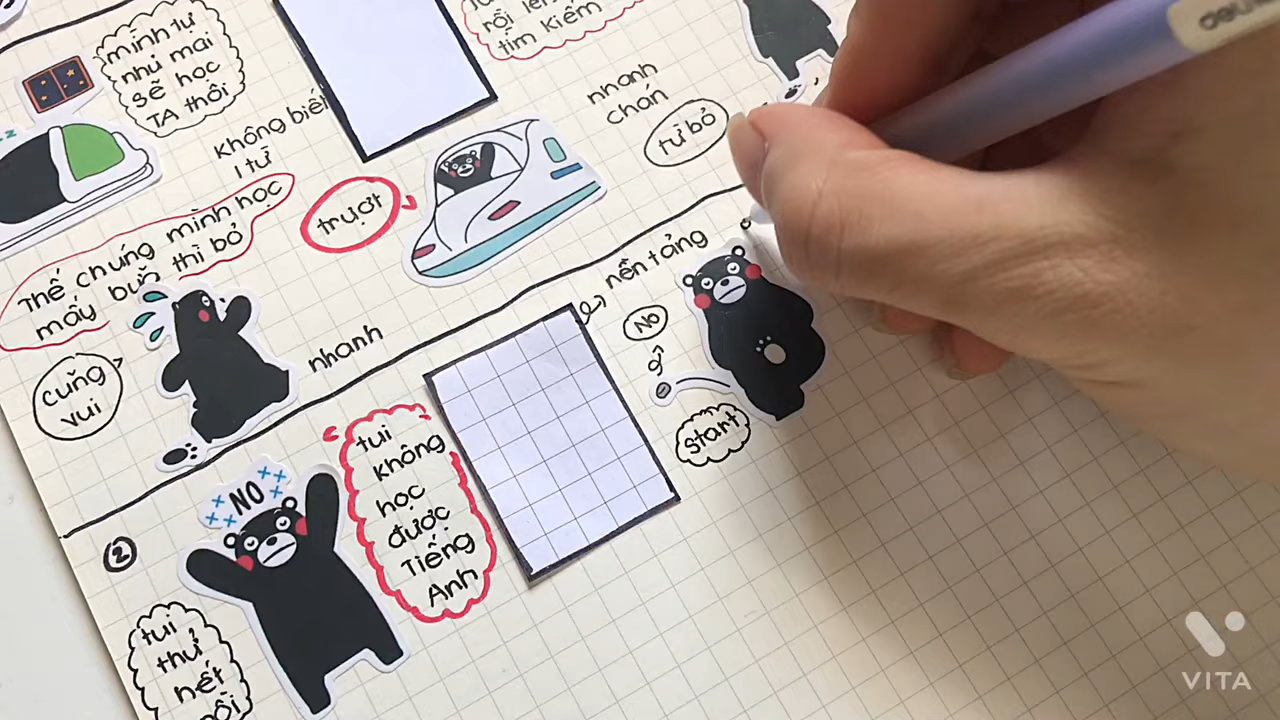 mình tự
nhủ mai
sẽ học
TA thôi
rồi
tìm kiếm
không biết
1 từ
trượt
nhanh
chán
từ bỏ
Thế chúng mình học
mấy buổi thì bỏ
cũng
vui
nhanh
nền tảng
NO
start
2
NO
tui
không
học
được
Tiếng
Anh
tui
thử
hết
rồi
VITA